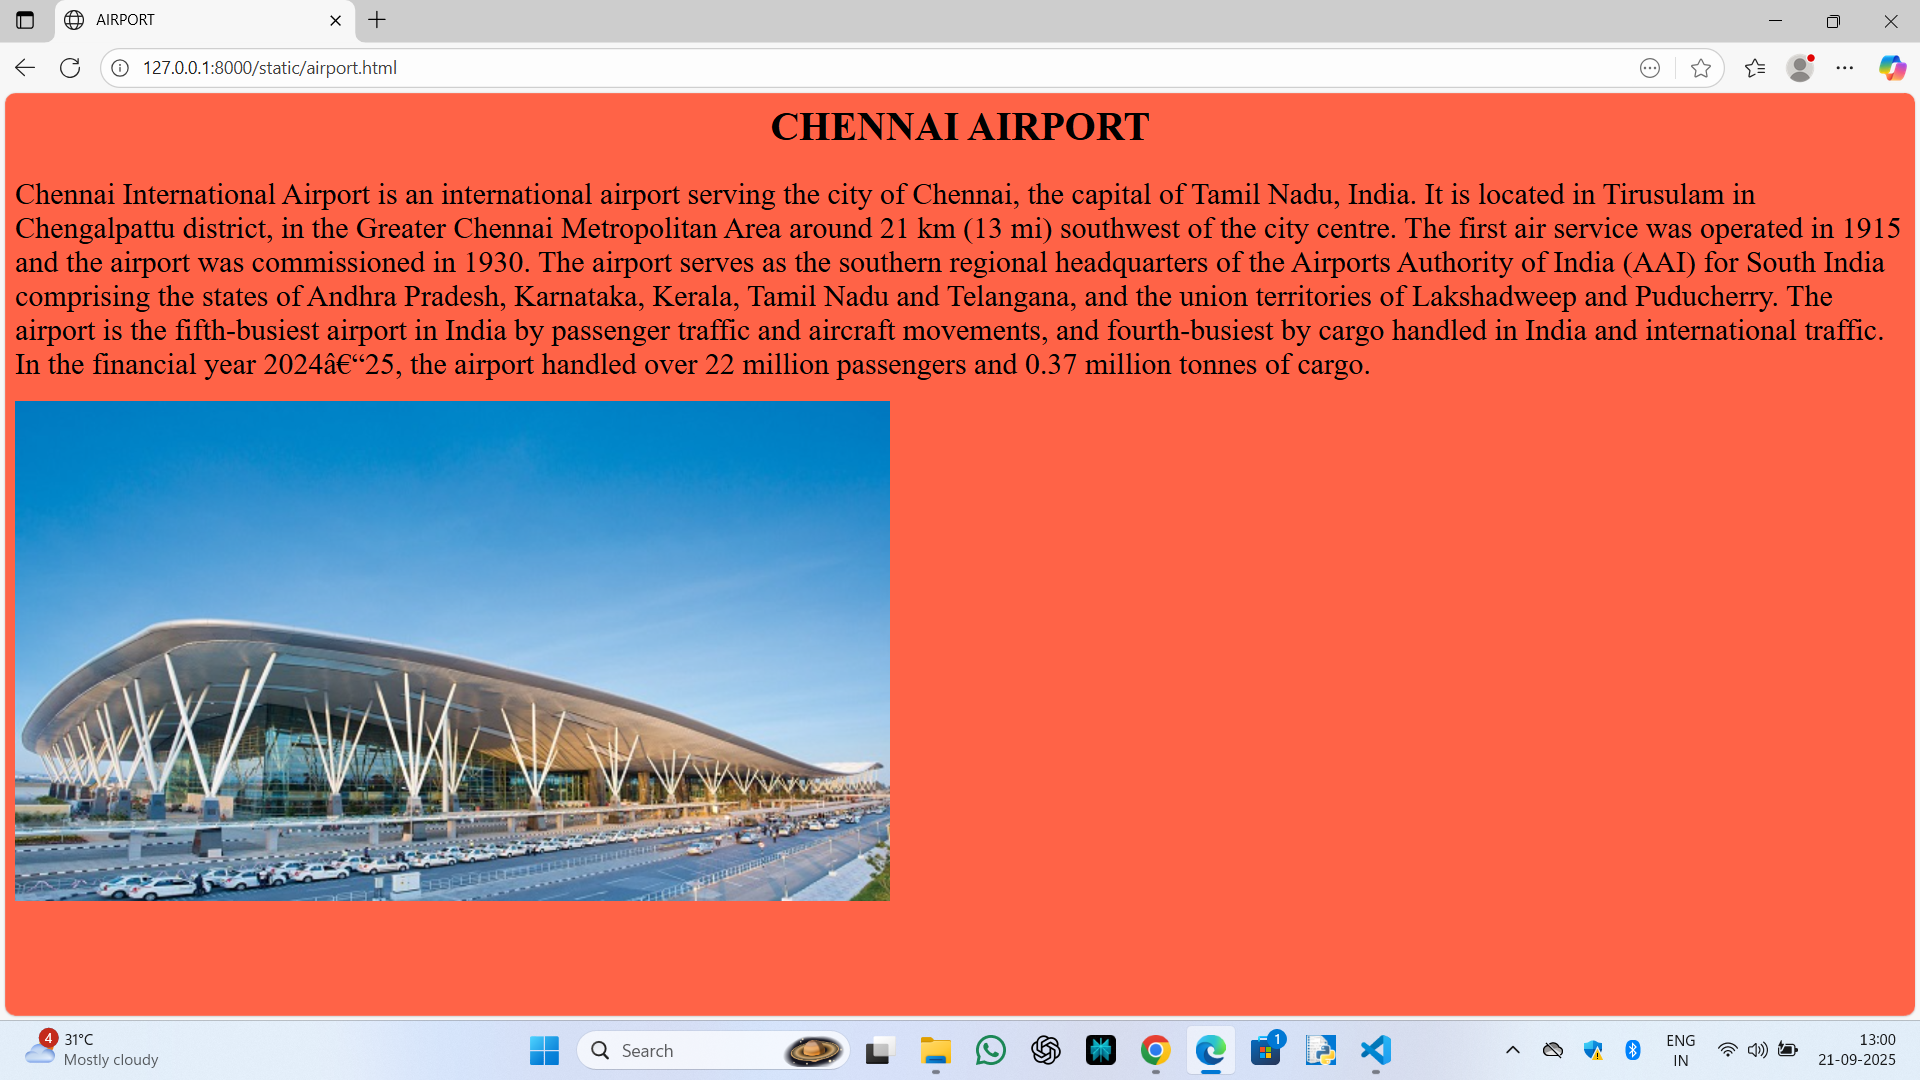 AIRPORT
127.0.0.1:8000/static/airport.html
CHENNAI AIRPORT
Chennai International Airport is an international airport serving the city of Chennai, the capital of Tamil Nadu, India. It is located in Tirusulam in
Chengalpattu district, in the Greater Chennai Metropolitan Area around 21 km (13 mi) southwest of the city centre. The first air service was operated in 1915
and the airport was commissioned in 1930. The airport serves as the southern regional headquarters of the Airports Authority of India (AAI) for South India
comprising the states of Andhra Pradesh, Karnataka, Kerala, Tamil Nadu and Telangana, and the union territories of Lakshadweep and Puducherry. The
airport is the fifth-busiest airport in India by passenger traffic and aircraft movements, and fourth-busiest by cargo handled in India and international traffic.
In the financial year 2024â€“25, the airport handled over 22 million passengers and 0.37 million tonnes of cargo.
4
31°C
Mostly cloudy
Search
1
ENG
IN
13:00
21-09-2025